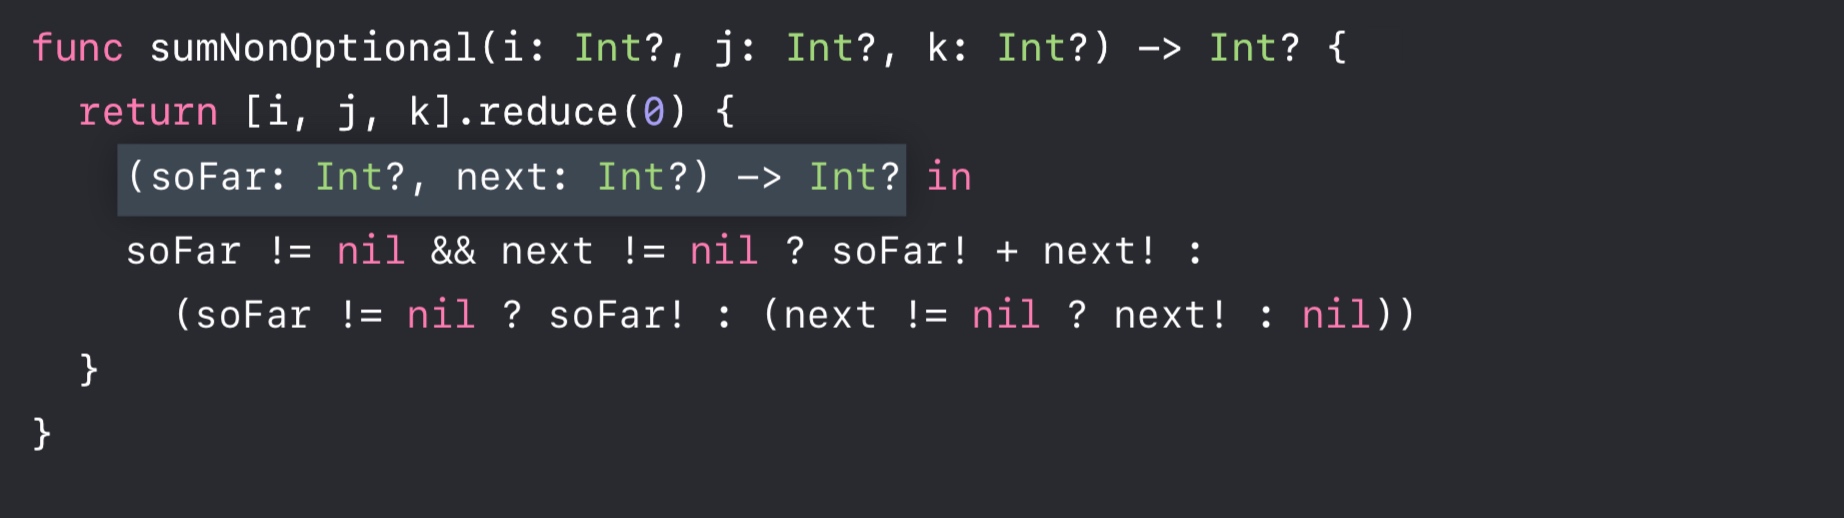 func sumNonOptional(i: Int?, j: Int?, k: Int?) -> Int? {
return [i, j, k].reduce(0) {
(soFar: Int?, next: Int?) -> Int? in
soFar != nil && next != nil ? soFar! + next! :
(soFar != nil ? soFar! : (next != nil ? next! : nil))
}
}